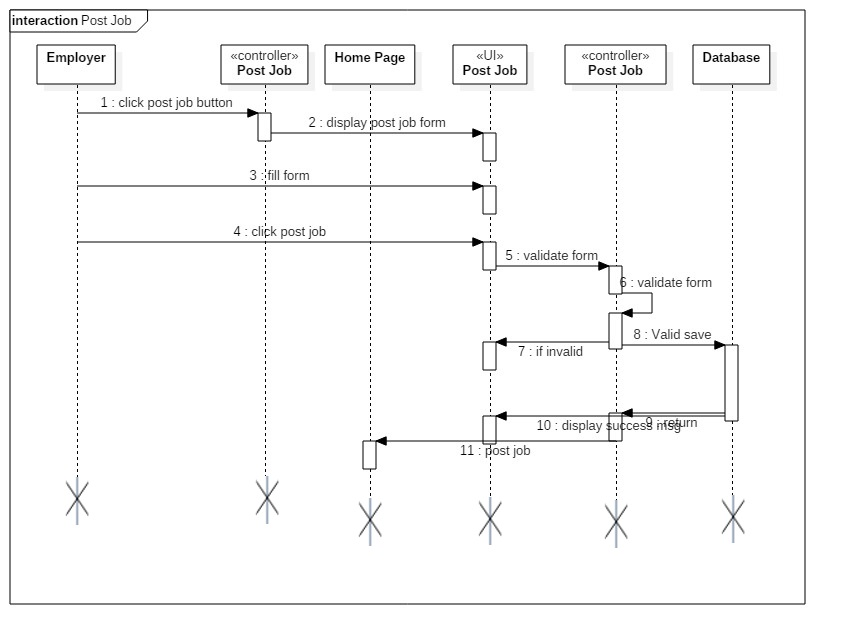 interaction Post Job
Employer
«controller»
Post Job
Home Page
«UI»
Post Job
«controller»
Post Job
Database
1 : click post job button
2 : display post job form
3 : fill form
4 : click post job
5 : validate form
6 : validate form
8 : Valid save
7 : if invalid
9 : return
10 : display success msg
11 : post job